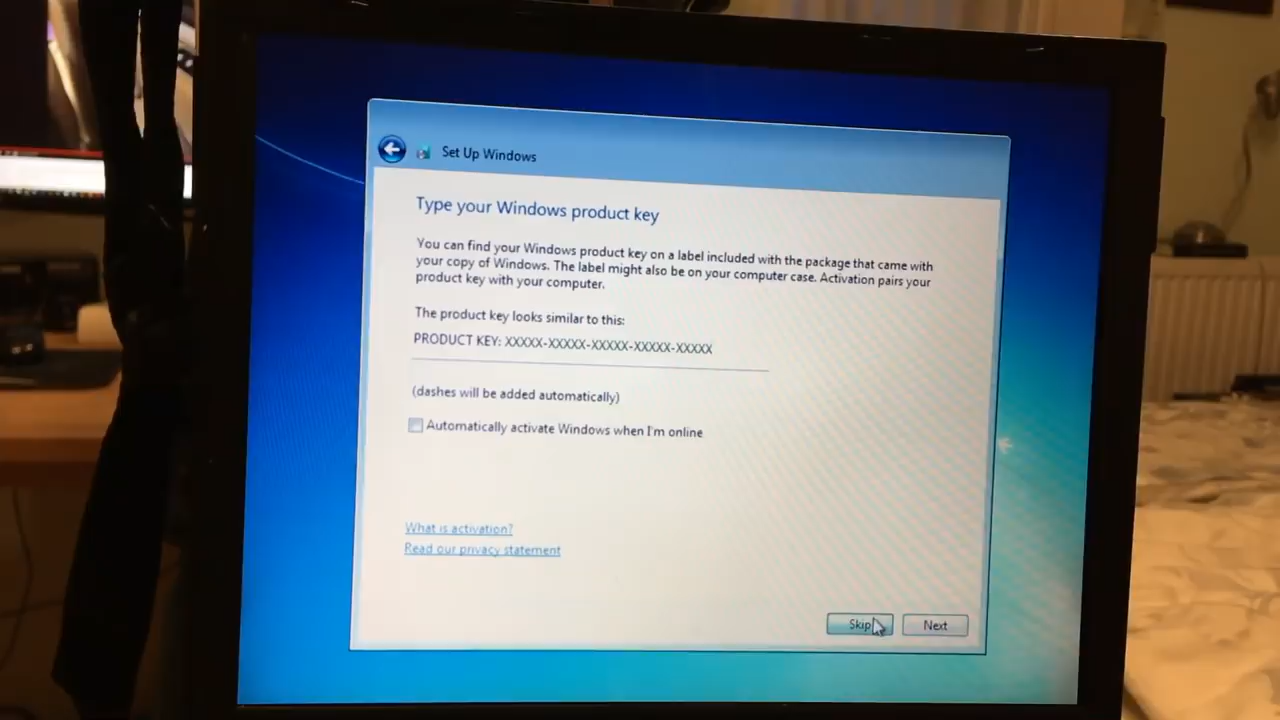 Set Up Windows
Type your Windows product key
You can find your Windows product key on a label included with the package that came with
your copy of Windows. The label might also be on your computer case. Activation pairs your
product key with your computer.
The product key looks similar to this:
PRODUCT KEY: XXXXX-XXXXX-XXXXX-XXXXX-XXXXX
(dashes will be added automatically)
Automatically activate Windows when I'm online
What is activation?
Read our privacy statement
Skip
Next